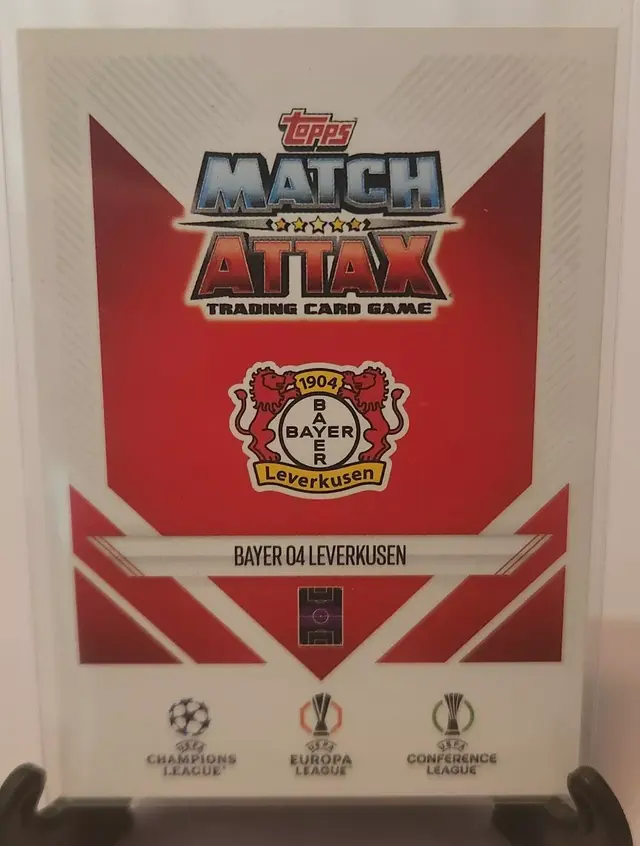 topps
MATCH
ATTAX
TRADING CARD GAME
1904
BAYER
BAYER
Leverkusen
BAYER 04 LEVERKUSEN
UEFA
CHAMPIONS
LEAGUE
UEFA
EUROPA
LEAGUE
UEFA
CONFERENCE
LEAGUE